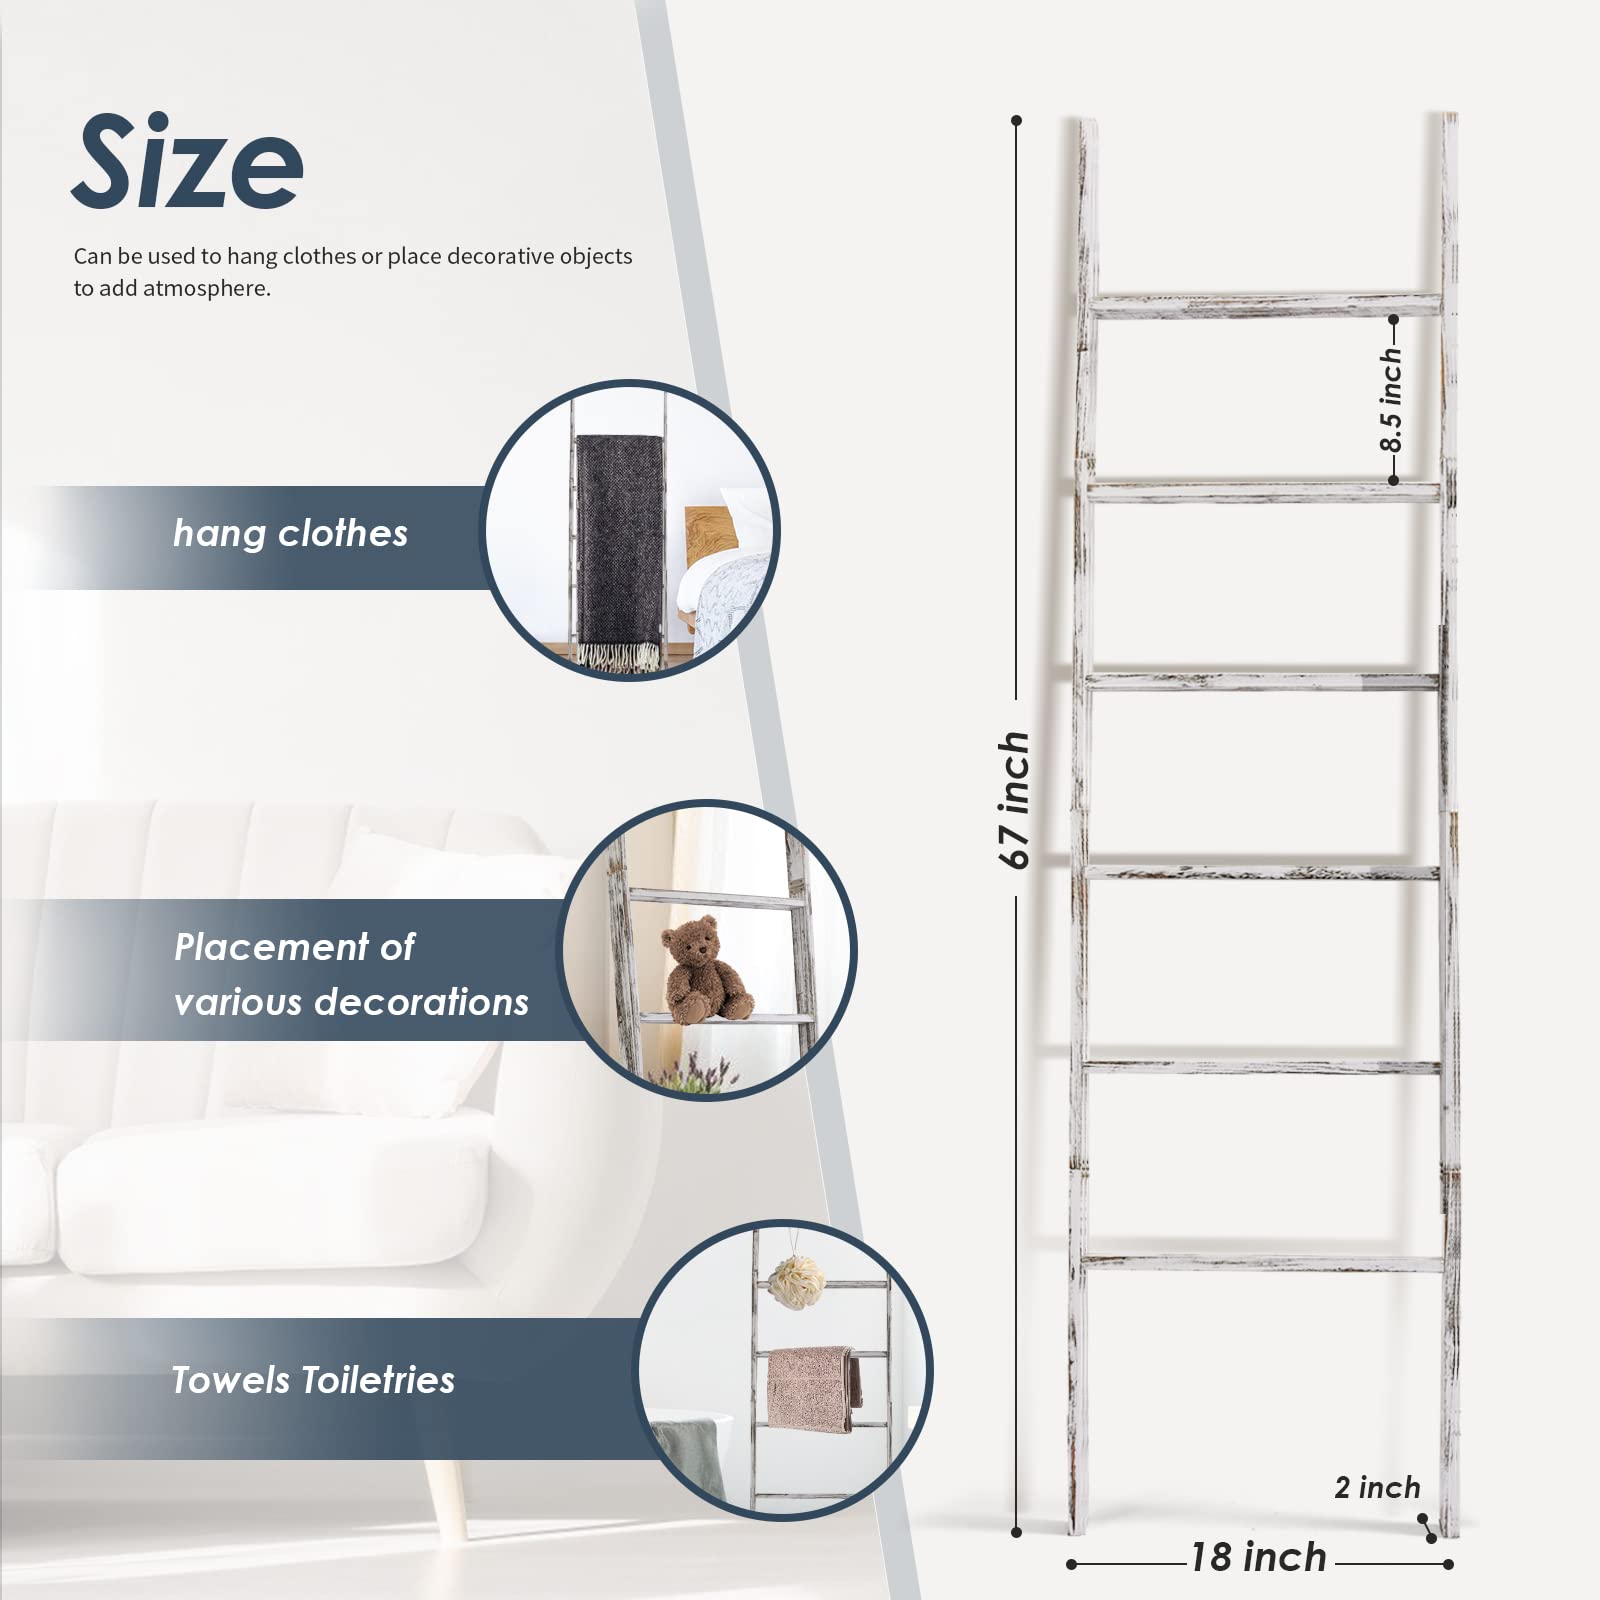 Size
Can be used to hang clothes or place decorative objects
to add atmosphere.
hang clothes
Placement of
various decorations
Towels Toiletries
67 inch
8.5 inch
2 inch
18 inch